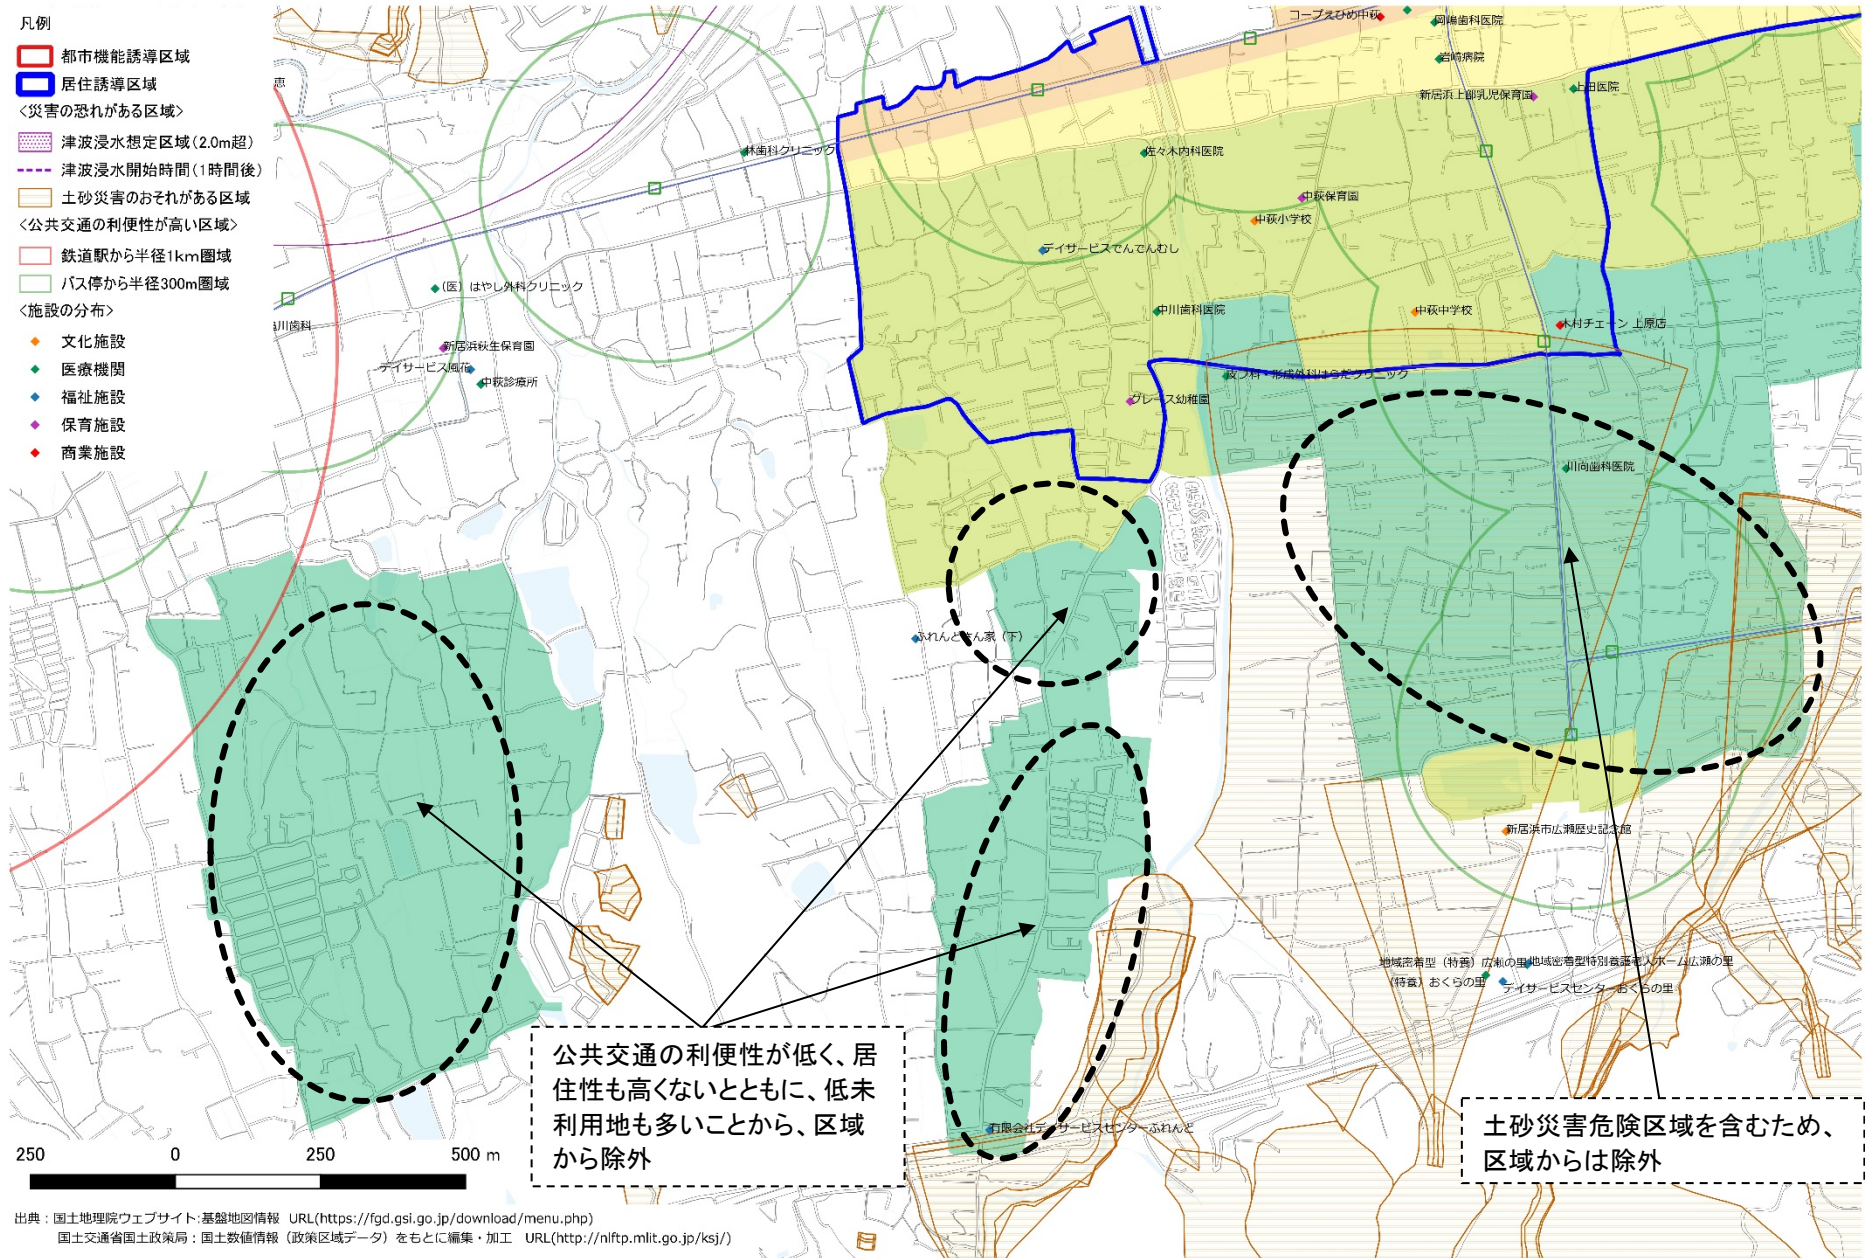 凡例
都市機能誘導区域
居住誘導区域
<災害の恐れがある区域>
津波浸水想定区域(2.0m超)
津波浸水開始時間(1時間後)
土砂災害のおそれがある区域
<公共交通の利便性が高い区域>
鉄道駅から半径1km圏域
バス停から半径300m圏域
<施設の分布>
文化施設
医療機関
福祉施設
保育施設
商業施設
恵
コープえひめ中萩
岡嶋歯科医院
岩崎病院
新居浜上部乳児保育園
上田医院
林歯科クリニック
佐々木内科医院
中萩保育園
中萩小学校
デイサービスでんでんむし
(医)はやし外科クリニック
中川歯科医院
中萩中学校
木村チェーン 上原店
川歯科
新居浜萩生保育園
デイサービス風花
中萩診療所
皮フ科・形成外科はらだクリニック
グレース幼稚園
川向歯科医院
ふれんどさん家(下)
新居浜市広瀬歴史記念館
地域密着型(特養)広瀬の里
地域密着型特別養護老人ホーム広瀬の里
(特養)おくらの里
デイサービスセンターおくらの里
有限会社デイサービスセンターふれんど
公共交通の利便性が低く、居
住性も高くないとともに、低未
利用地も多いことから、区域
から除外
土砂災害危険区域を含むため、
区域からは除外
250 0 250 500 m
出典:国土地理院ウェブサイト:基盤地図情報 URL(https://fgd.gsi.go.jp/download/menu.php)
国土交通省国土政策局:国土数値情報(政策区域データ)をもとに編集・加工 URL(http://nlftp.mlit.go.jp/ksj/)